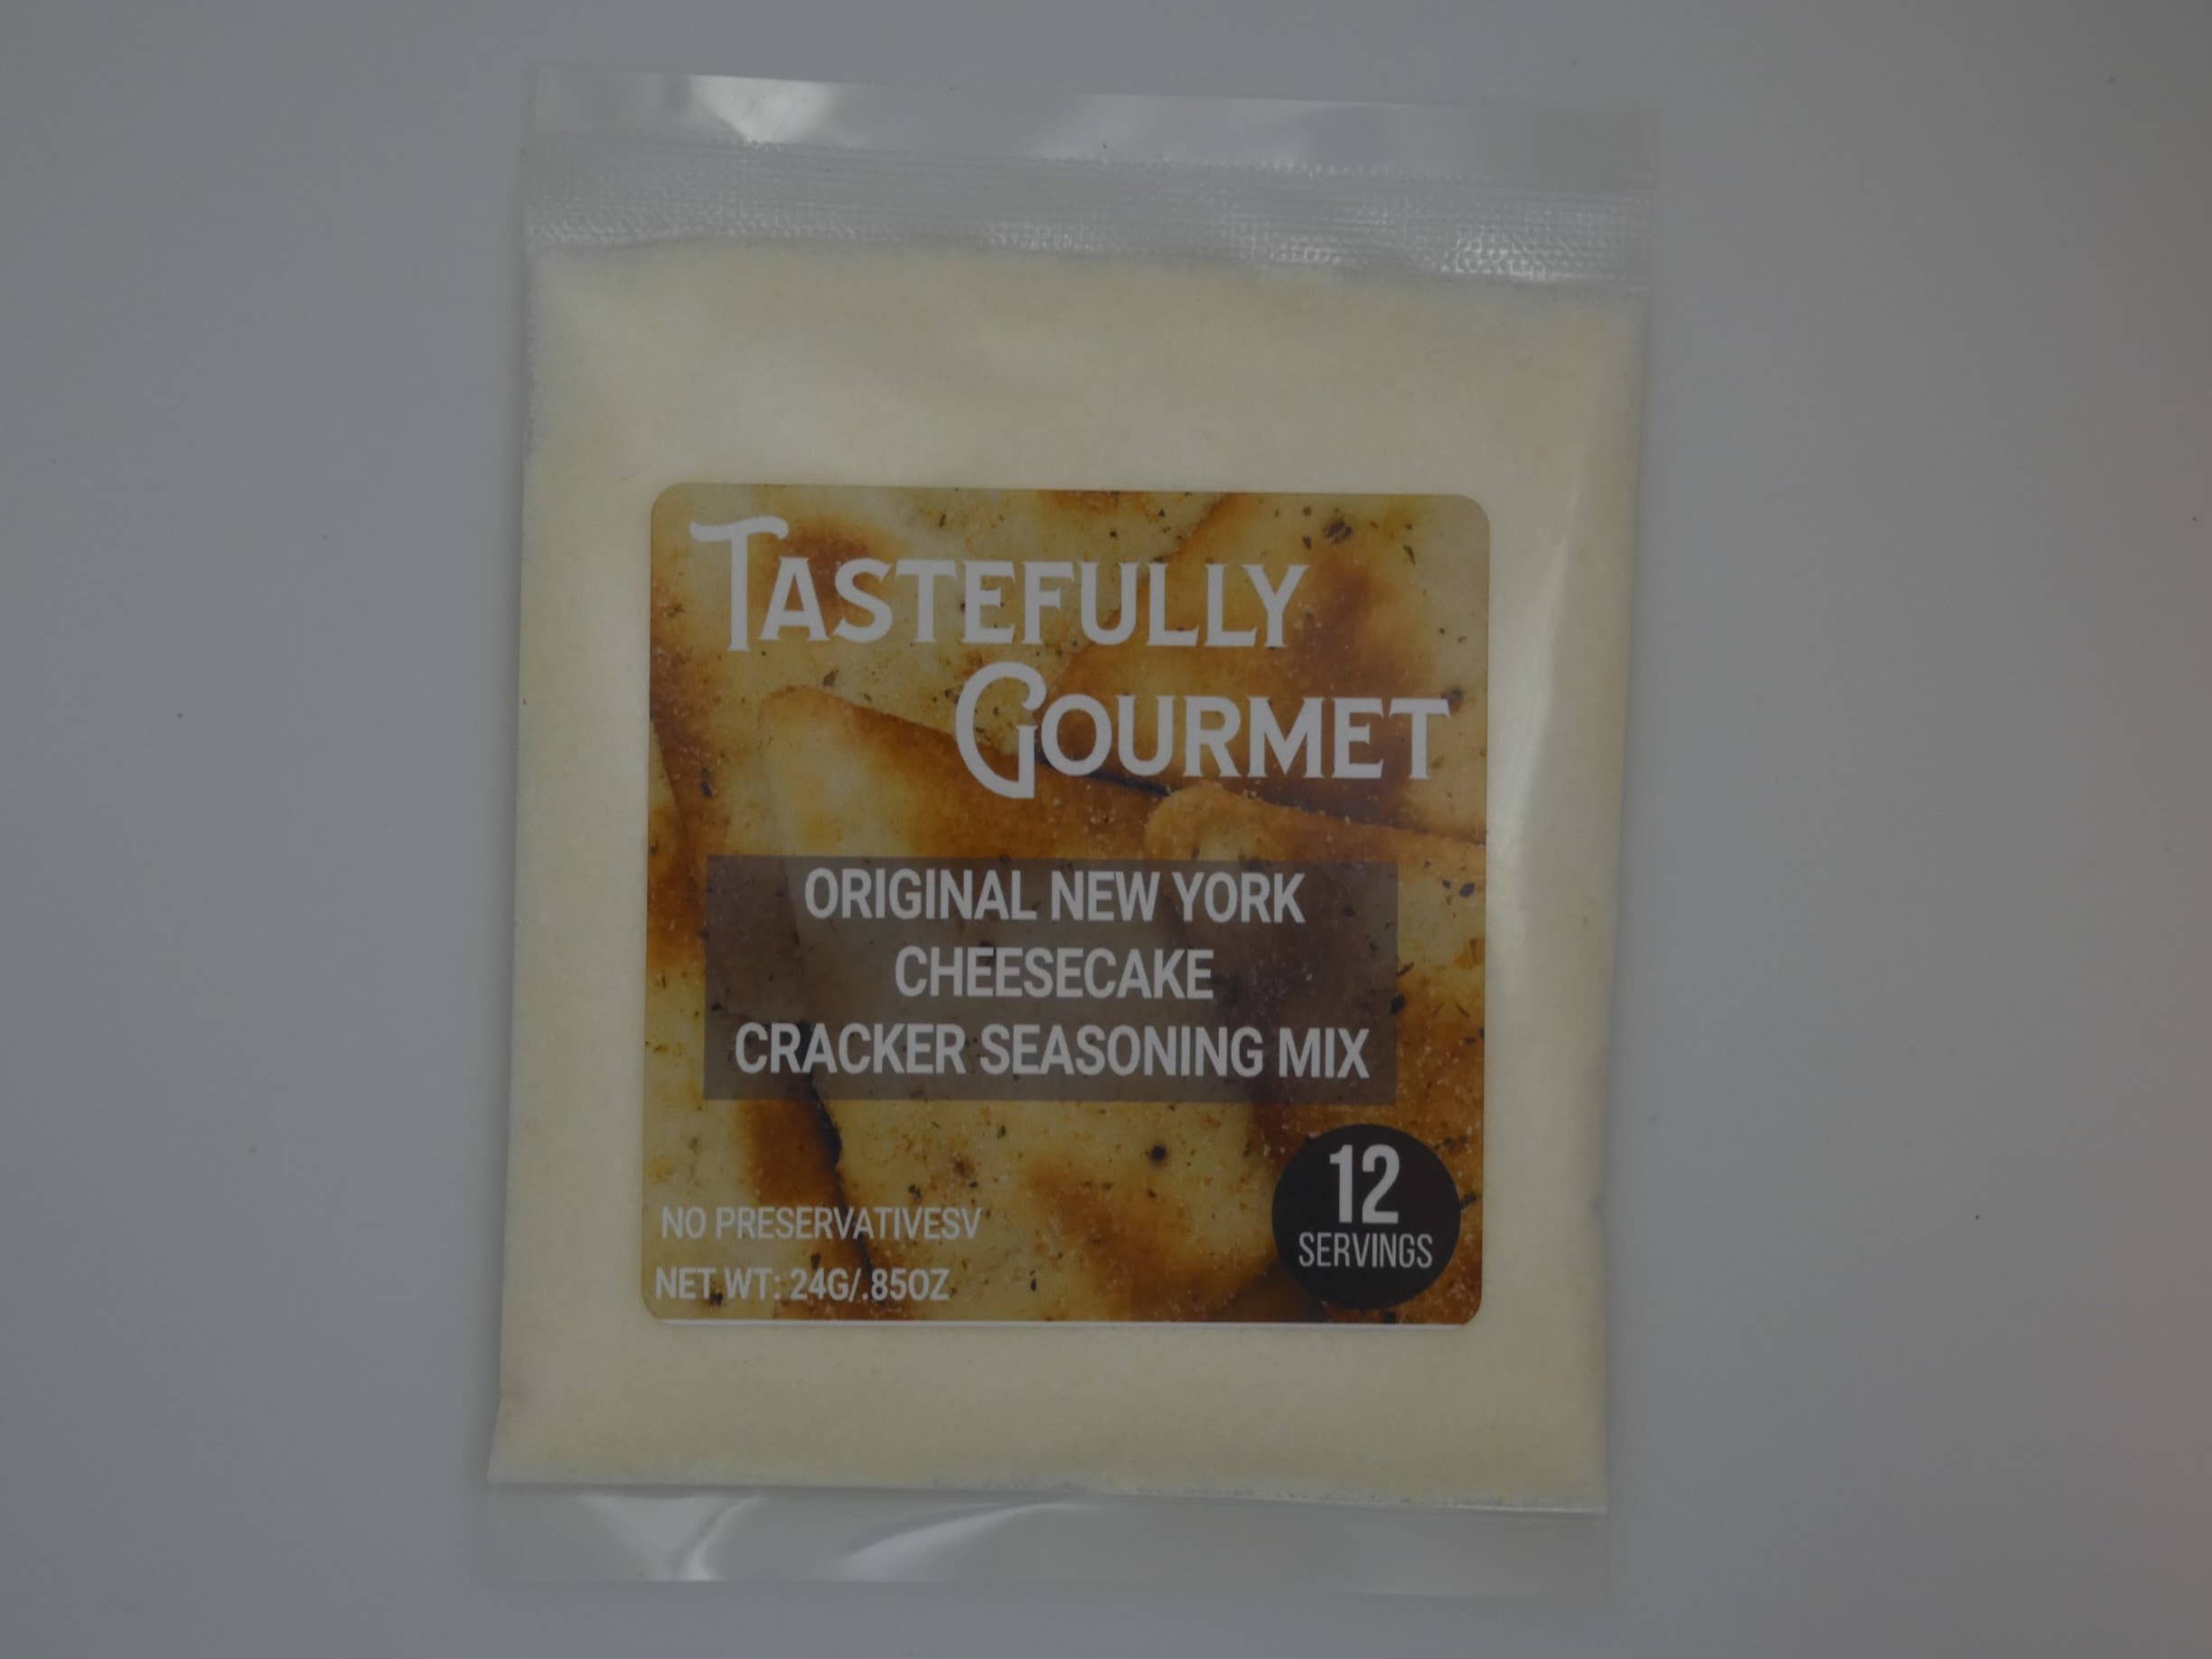 TASTEFULLY
GOURMET
ORIGINAL NEW YORK
CHEESECAKE
CRACKER SEASONING MIX
12
SERVINGS
NO PRESERVATIVESV
NET WT: 24G/.85OZ